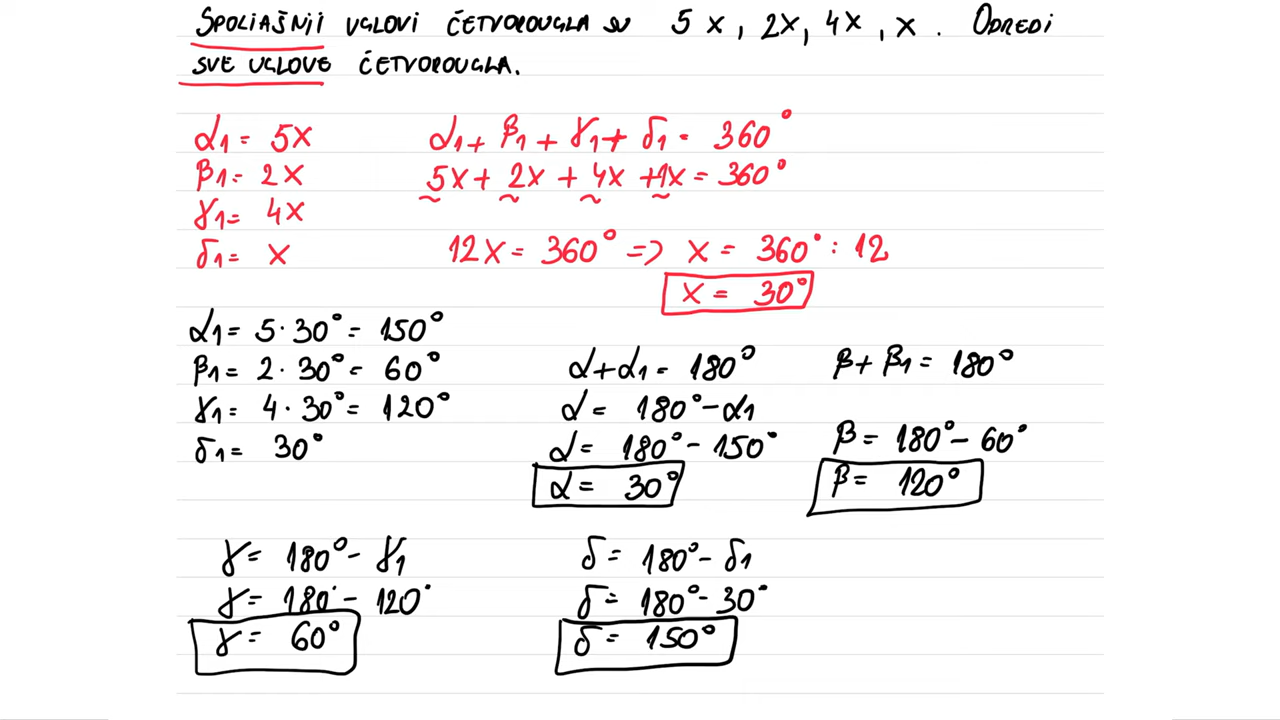 SPOLJAŠNJI UGLOVI ČETVOROUGLA SU 5x, 2x, 4x, x. ODREDI
SVE UGLOVE ČETVOROUGLA.
α1 = 5x
β1 = 2x
γ1 = 4x
δ1 = x
α1 + β1 + γ1 + δ1 = 360°
5x + 2x + 4x + 1x = 360°
12x = 360° => x = 360° : 12
x = 30°
α1 = 5 · 30° = 150°
β1 = 2 · 30° = 60°
γ1 = 4 · 30° = 120°
δ1 = 30°
α + α1 = 180°
α = 180° - α1
α = 180° - 150°
α = 30°
β + β1 = 180°
β = 180° - 60°
β = 120°
γ = 180° - γ1
γ = 180° - 120°
γ = 60°
δ = 180° - δ1
δ = 180° - 30°
δ = 150°